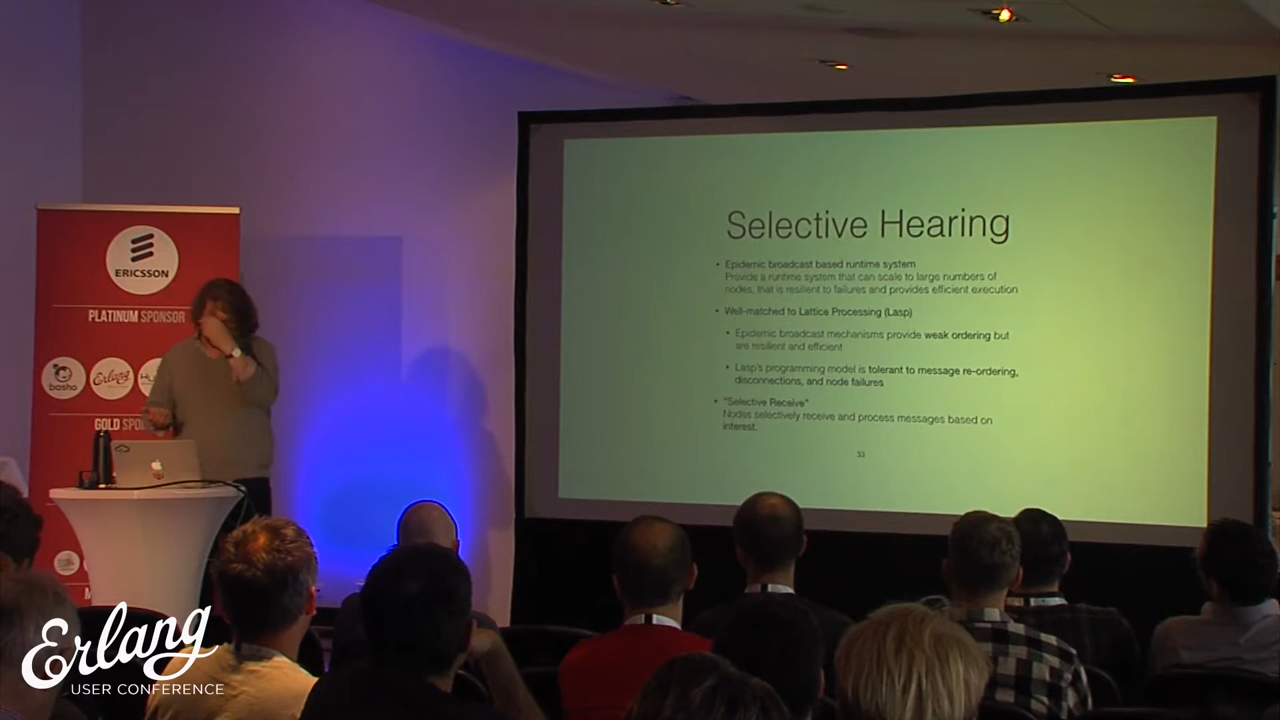 ERICSSON
PLATINUM SPONSOR
basho
Erlang
GOLD
Selective Hearing
• Epidemic broadcast based runtime system
Provide a runtime system that can scale to large numbers of
nodes, that is resilient to failures and provides efficient execution
• Well-matched to Lattice Processing (Lasp)
• Epidemic broadcast mechanisms provide weak ordering but
are resilient and efficient
• Lasp's programming model is tolerant to message re-ordering,
disconnections, and node failures
• "Selective Receive"
Nodes selectively receive and process messages based on
interest.
33
Erlang
USER CONFERENCE